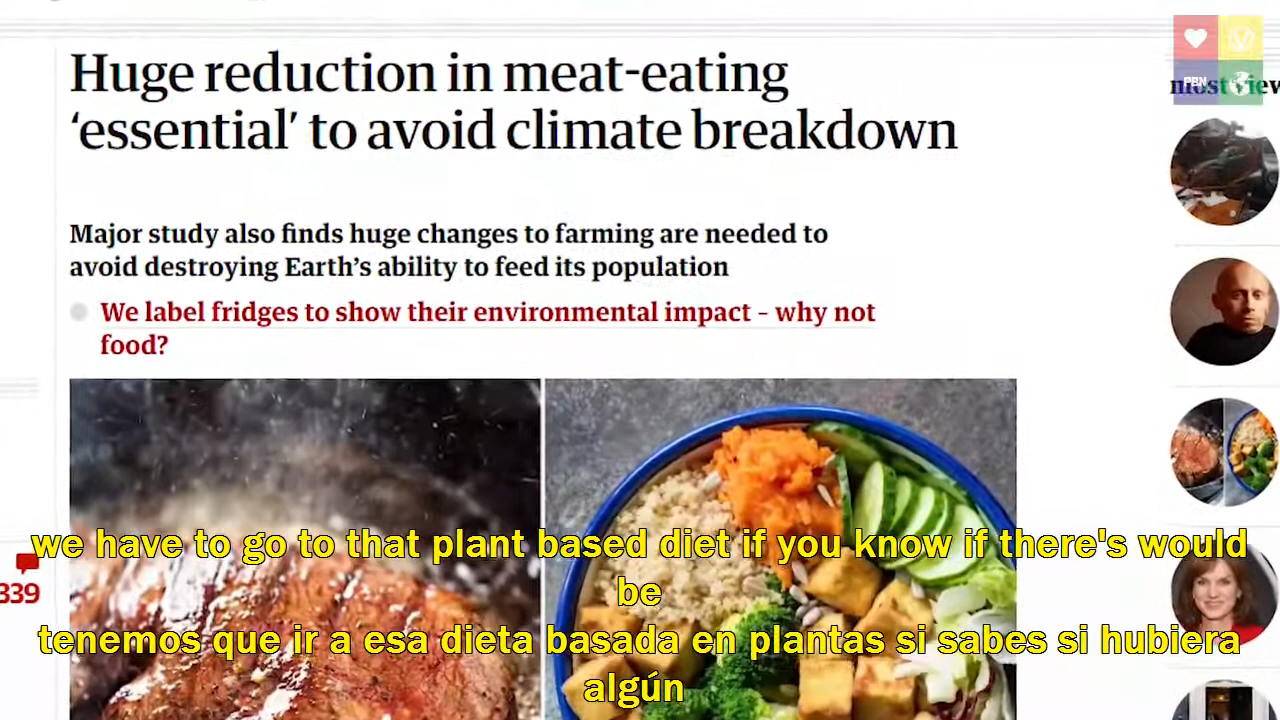 Huge reduction in meat-eating
‘essential’ to avoid climate breakdown
Major study also finds huge changes to farming are needed to
avoid destroying Earth’s ability to feed its population
We label fridges to show their environmental impact – why not
food?
PBN
most view
339
we have to go to that plant based diet if you know if there's would
be
tenemos que ir a esa dieta basada en plantas si sabes si hubiera
algún